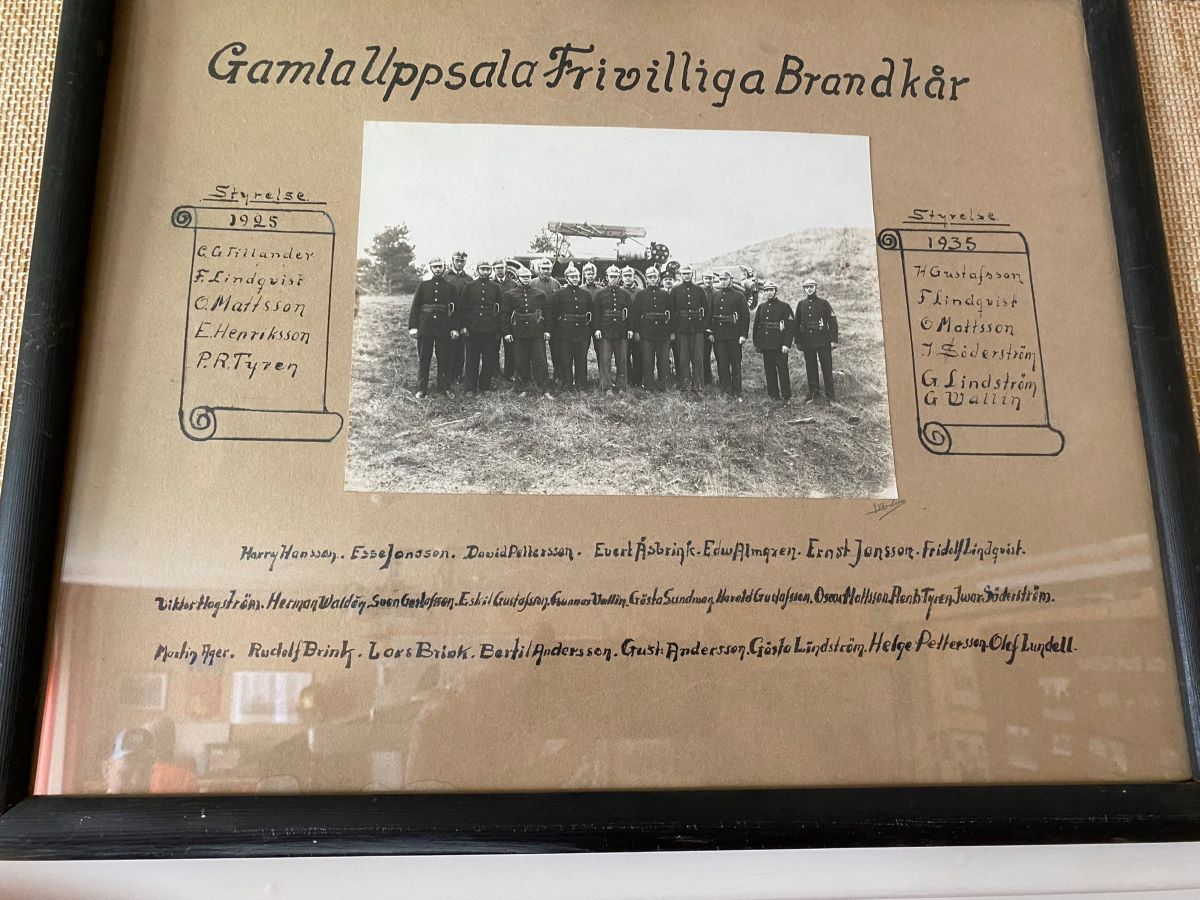 Gamla Uppsala Frivilliga Brandkår
Styrelse
1925
C.G Tillander
F. Lindqvist
O. Mattsson
E. Henriksson
P.R. Tyren
Styrelse
1935
H Gustafsson
F Lindqvist
O Mattsson
I Söderström
G. Lindström
G Wallin
Harry Hansson. Esse Jonsson. David Pettersson. Evert Åsbrink. Edw Almgren. Ernst Jansson. Fridolf Lindqvist.
Viktor Hagström. Herman Waldén. Sven Gustafsson. Eskil Gustafsson. Gunnar Wallin. Gösta Sundman. Harald Gustafsson. Oscar Mattsson. Tyren. Iwar Söderström.
Martin Ager. Rudolf Brink. Lars Brink. Bertil Andersson. Gust. Andersson. Gösta Lindström. Helge Pettersson. Olof Lundell.